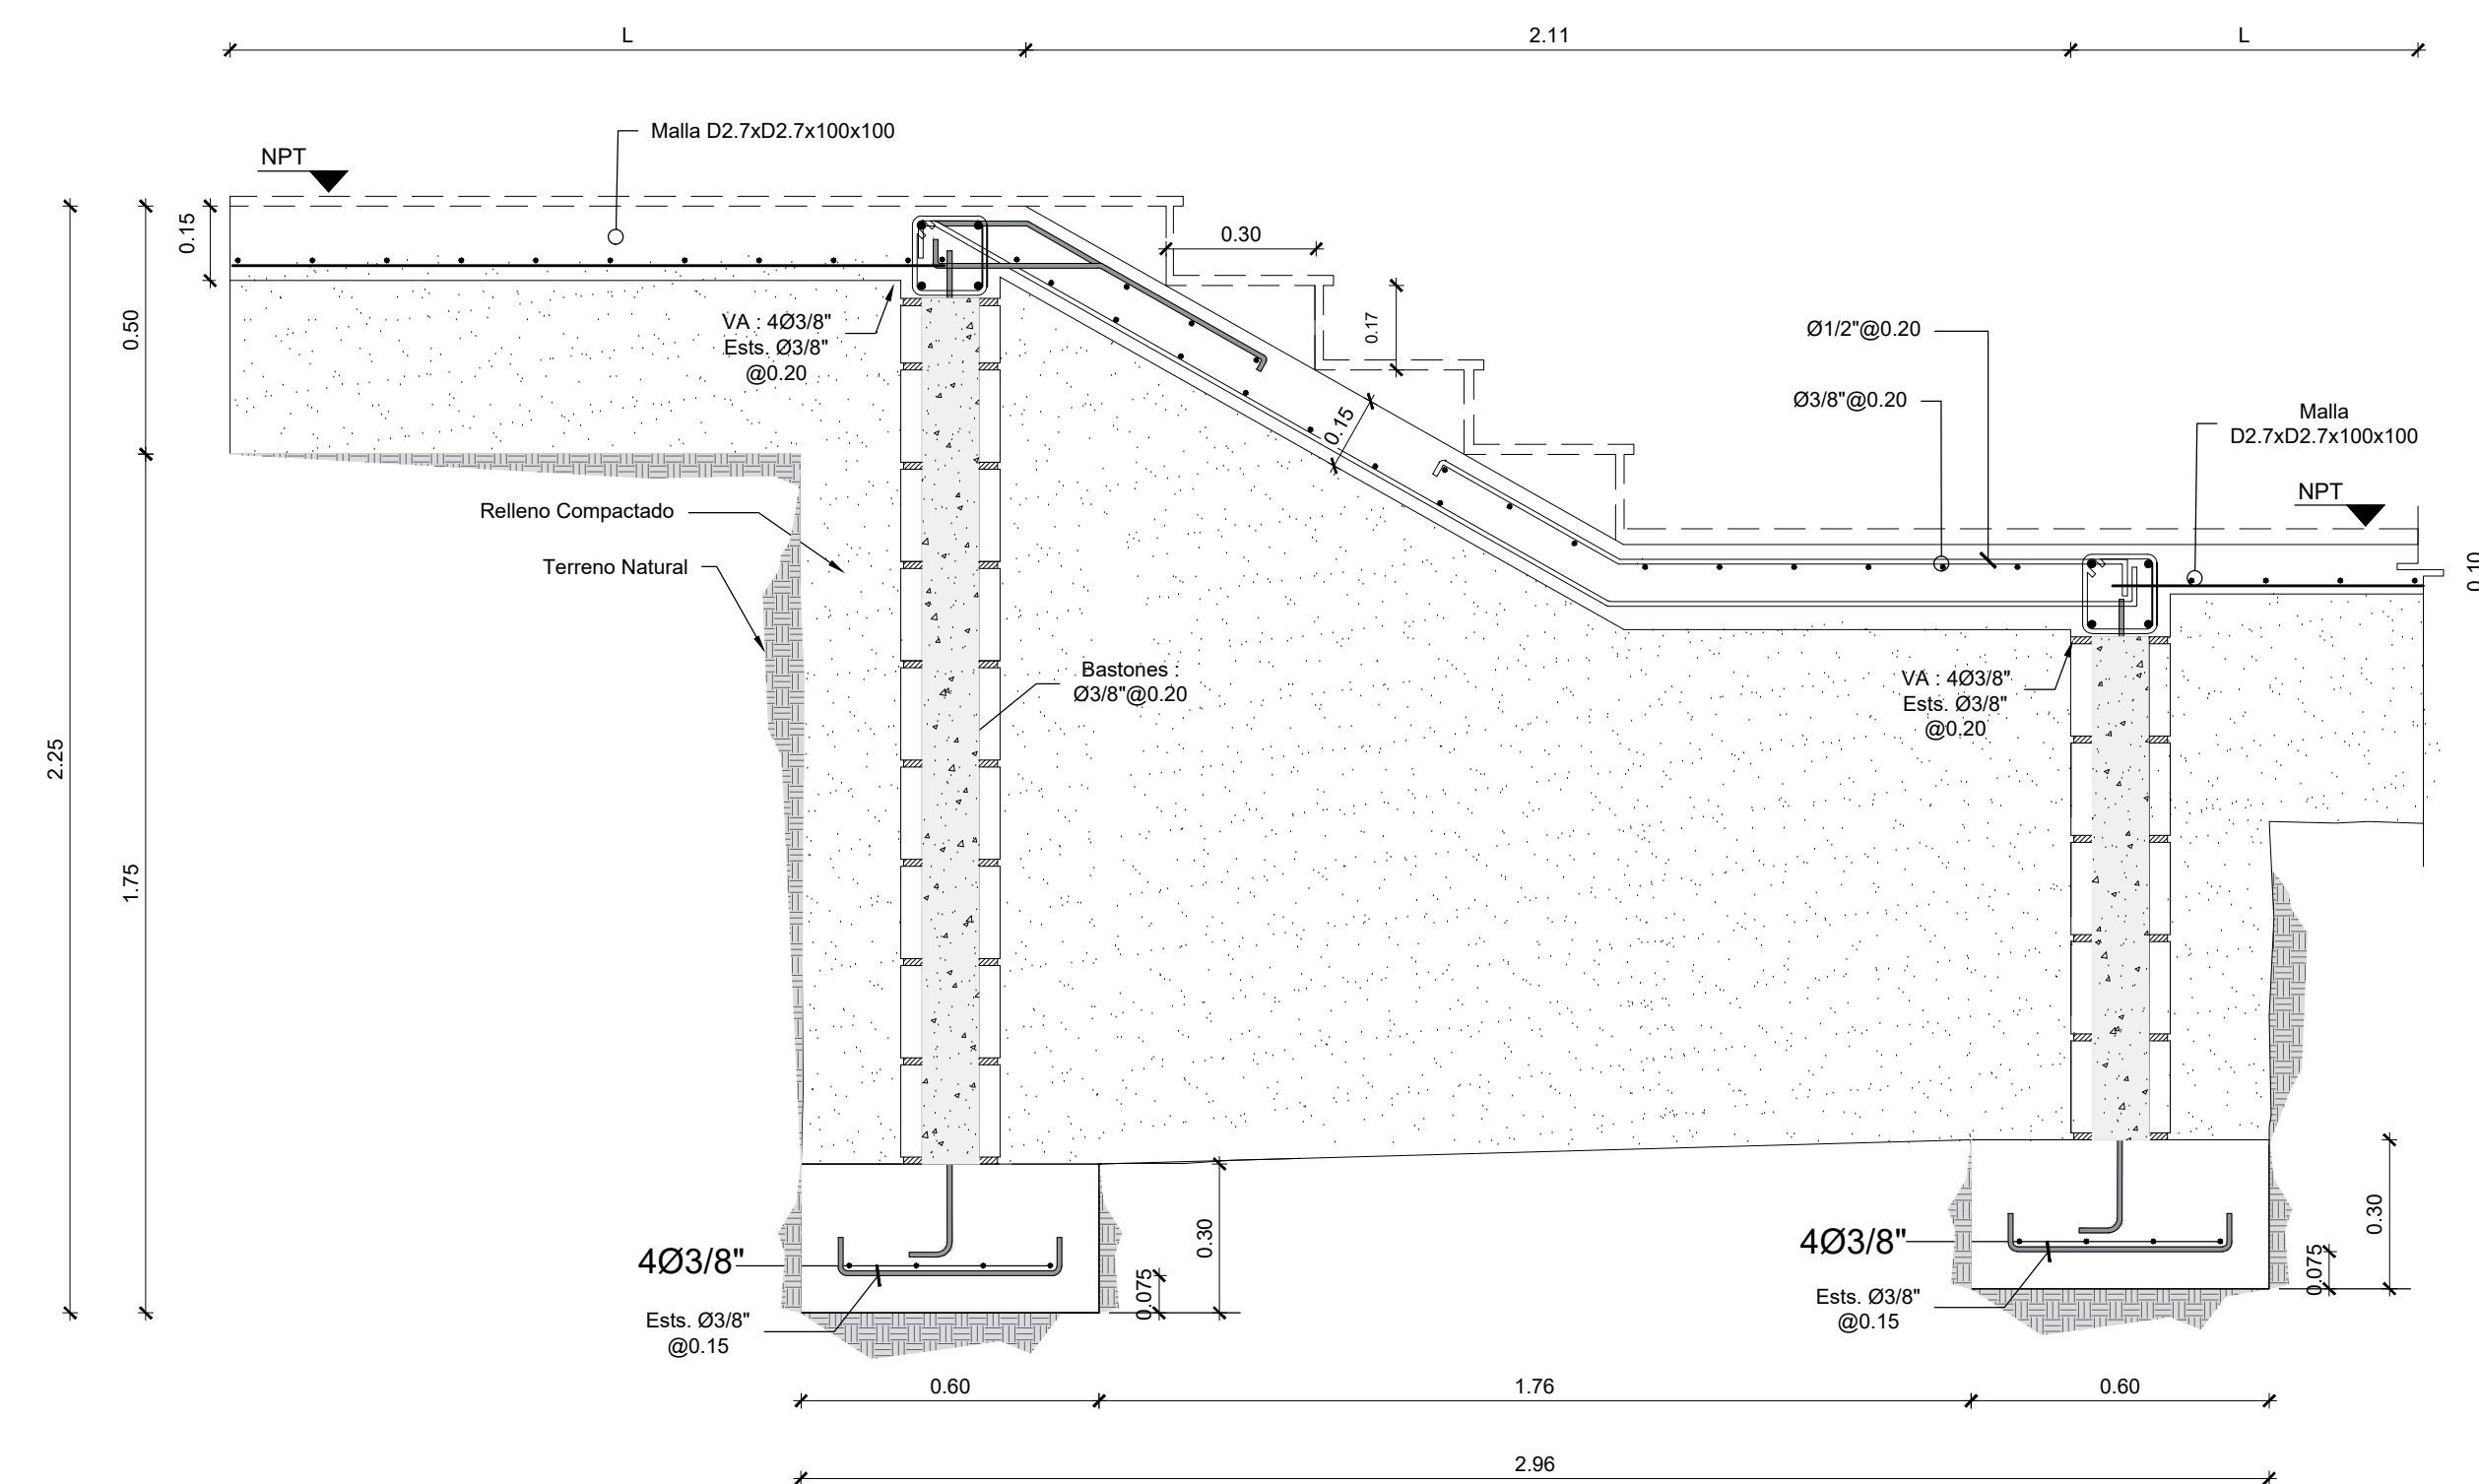 L
2.11
L
Malla D2.7xD2.7x100x100
NPT
0.15
0.30
0.50
VA : 4Ø3/8"
Ests. Ø3/8"
@0.20
0.17
Ø1/2"@0.20
Ø3/8"@0.20
0.15
Malla
D2.7xD2.7x100x100
NPT
Relleno Compactado
Terreno Natural
0.10
Bastones :
Ø3/8"@0.20
VA : 4Ø3/8"
Ests. Ø3/8"
@0.20
2.25
1.75
4Ø3/8"
Ests. Ø3/8"
@0.15
0.075
0.30
4Ø3/8"
Ests. Ø3/8"
@0.15
0.075
0.30
0.60
1.76
0.60
2.96